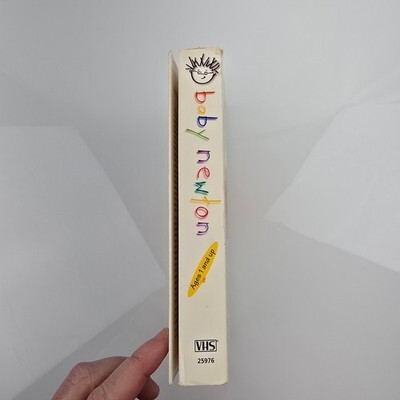 baby newton
Ages 1 and up
VHS
25976